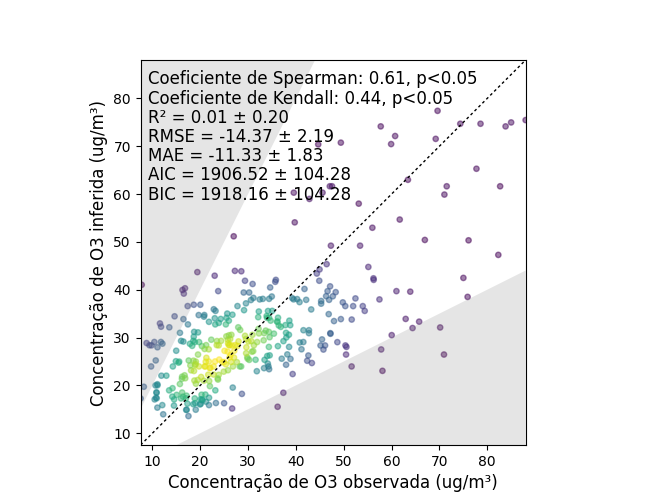 Coeficiente de Spearman: 0.61, p<0.05
Coeficiente de Kendall: 0.44, p<0.05
R² = 0.01 ± 0.20
RMSE = -14.37 ± 2.19
MAE = -11.33 ± 1.83
AIC = 1906.52 ± 104.28
BIC = 1918.16 ± 104.28
Concentração de O3 inferida (ug/m³)
80
70
60
50
40
30
20
10
10 20 30 40 50 60 70 80
Concentração de O3 observada (ug/m³)